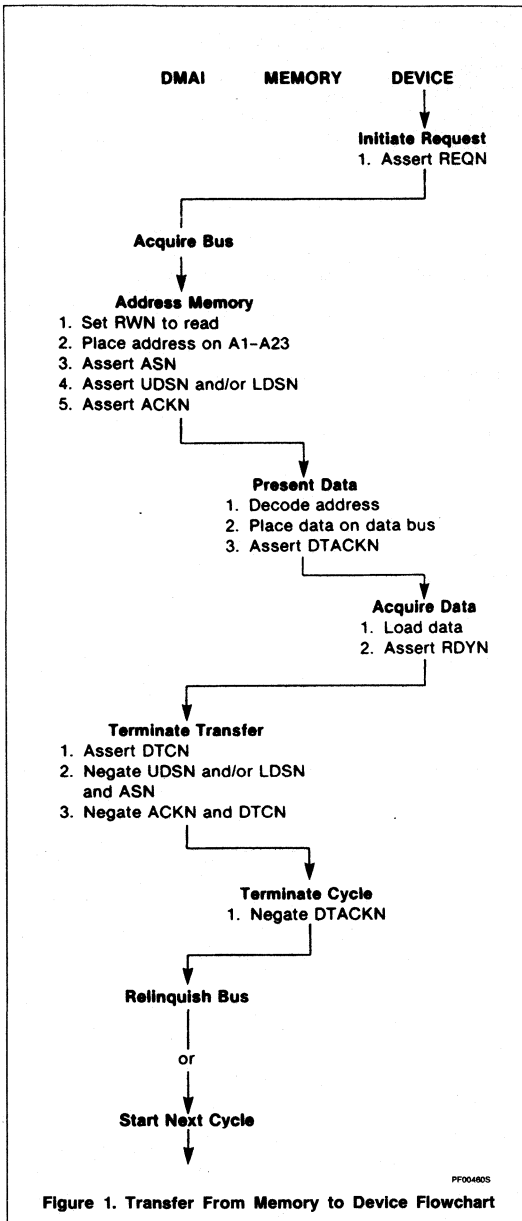 DMAI MEMORY DEVICE
Initiate Request
1. Assert REQN
Acquire Bus
Address Memory
1. Set RWN to read
2. Place address on A1–A23
3. Assert ASN
4. Assert UDSN and/or LDSN
5. Assert ACKN
Present Data
1. Decode address
2. Place data on data bus
3. Assert DTACKN
Acquire Data
1. Load data
2. Assert RDYN
Terminate Transfer
1. Assert DTCN
2. Negate UDSN and/or LDSN
and ASN
3. Negate ACKN and DTCN
Terminate Cycle
1. Negate DTACKN
Relinquish Bus
or
Start Next Cycle
PF00460S
Figure 1. Transfer From Memory to Device Flowchart